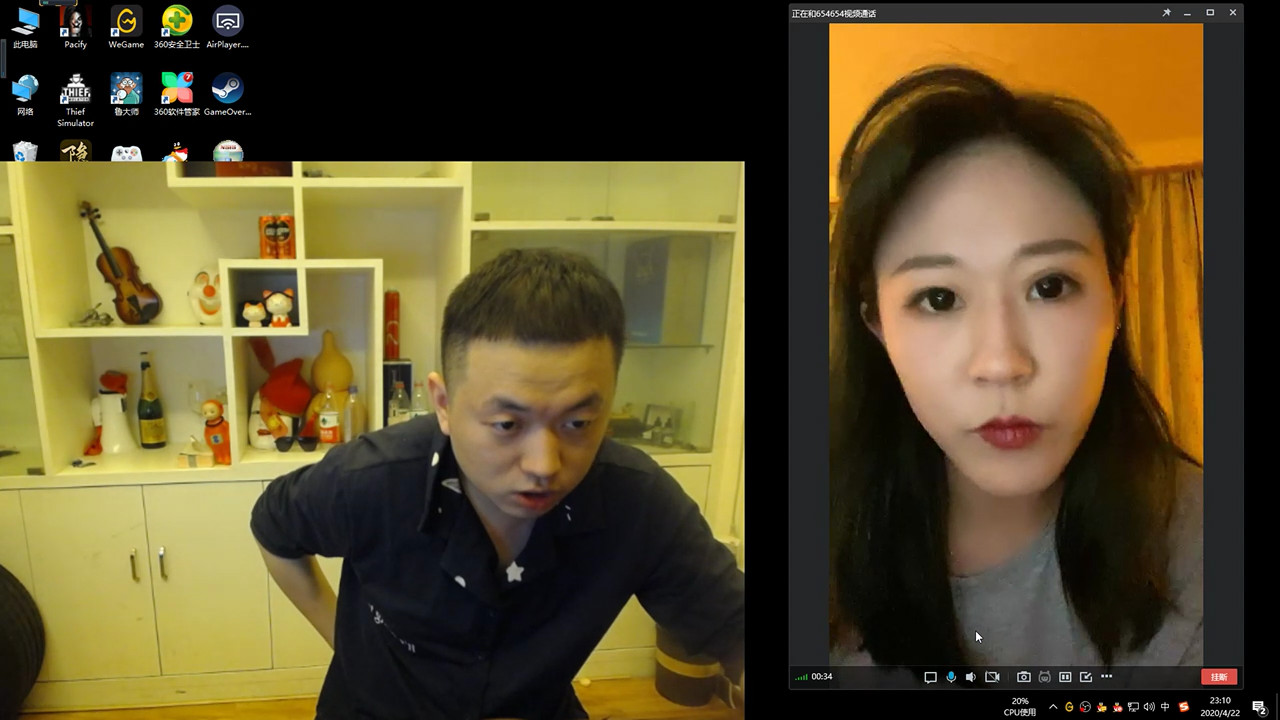 此电脑
Pacify
WeGame
360安全卫士
AirPlayer....
网络
Thief
Simulator
鲁大师
360软件管家
GameOver...
THIEF
正在和654654视频通话
00:34
挂断
20%
CPU使用
中
23:10
2020/4/22
2